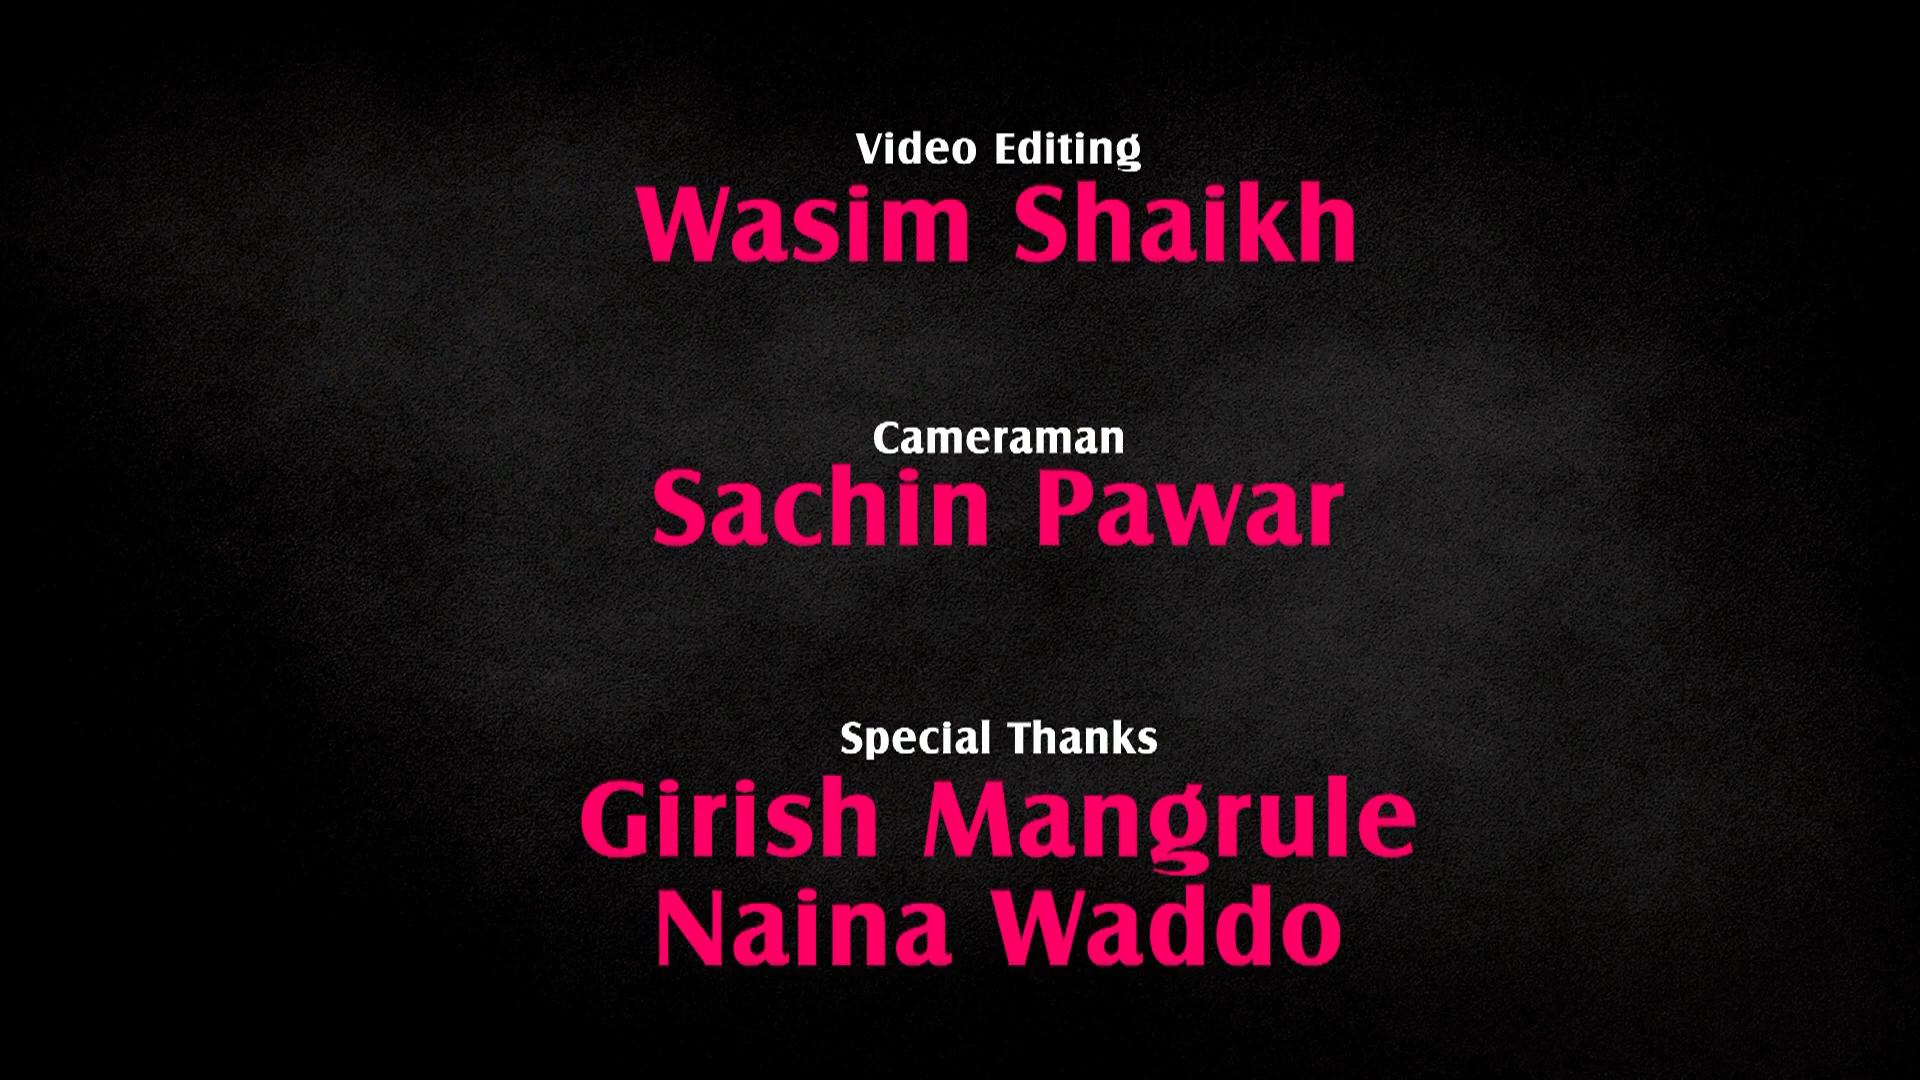 Video Editing
Wasim Shaikh
Cameraman
Sachin Pawar
Special Thanks
Girish Mangrule
Naina Waddo